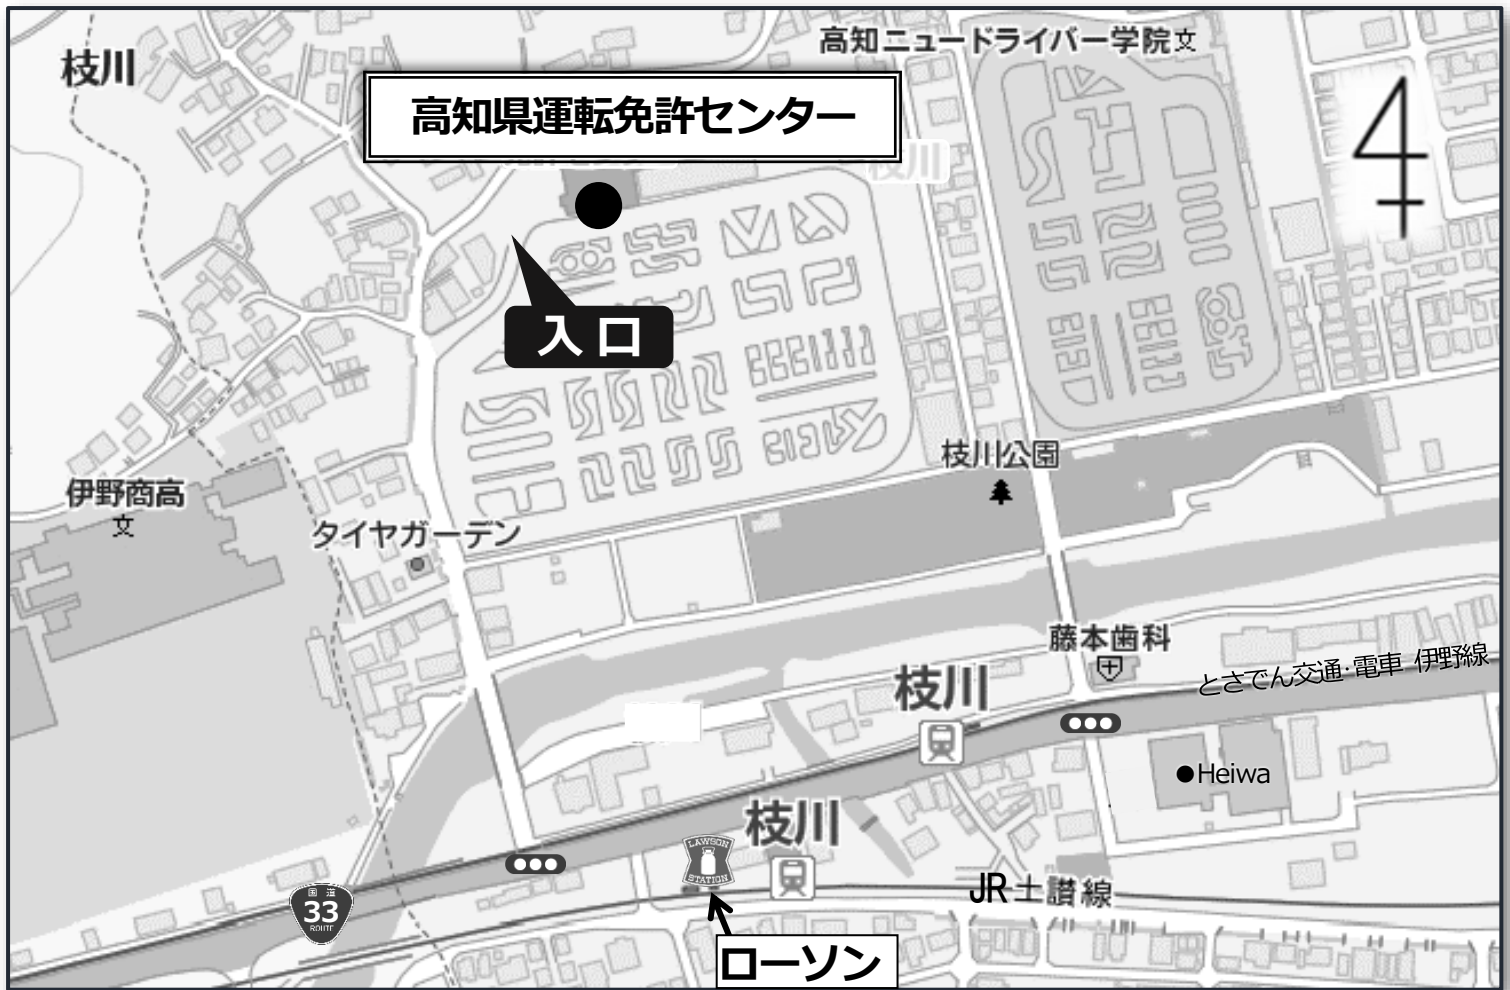 高知ニュードライバー学院
枝川
高知県運転免許センター
枝川
入口
枝川公園
伊野商高
タイヤガーデン
藤本歯科
とさでん交通・電車 伊野線
枝川
●Heiwa
枝川
LAWSON
STATION
国道
33
ROUTE
JR土讃線
ローソン